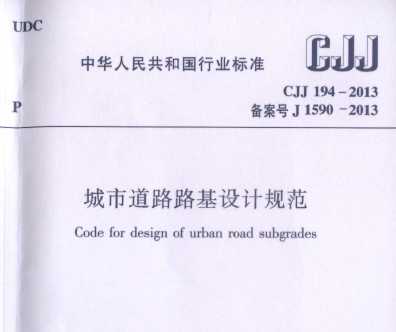 UDC
中华人民共和国行业标准 CJJ
CJJ 194-2013
P 备案号 J 1590-2013
城市道路路基设计规范
Code for design of urban road subgrades